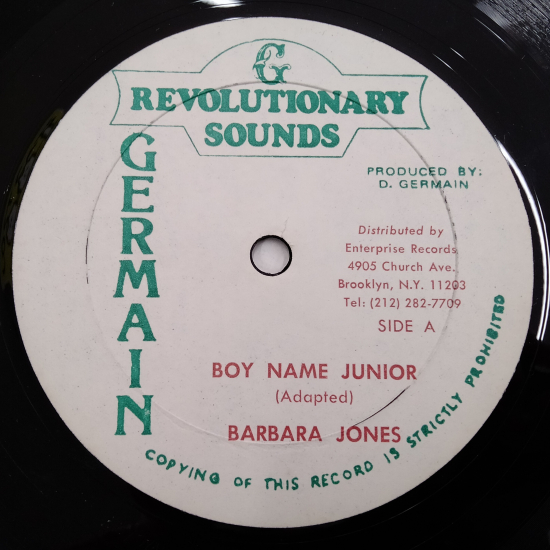 G
REVOLUTIONARY
SOUNDS
GERMAIN
PRODUCED BY:
D. GERMAIN
Distributed by
Enterprise Records
4905 Church Ave.
Brooklyn, N.Y. 11203
Tel: (212) 282-7709
SIDE A
BOY NAME JUNIOR
(Adapted)
BARBARA JONES
COPYING OF THIS RECORD IS STRICTLY PROHIBITED